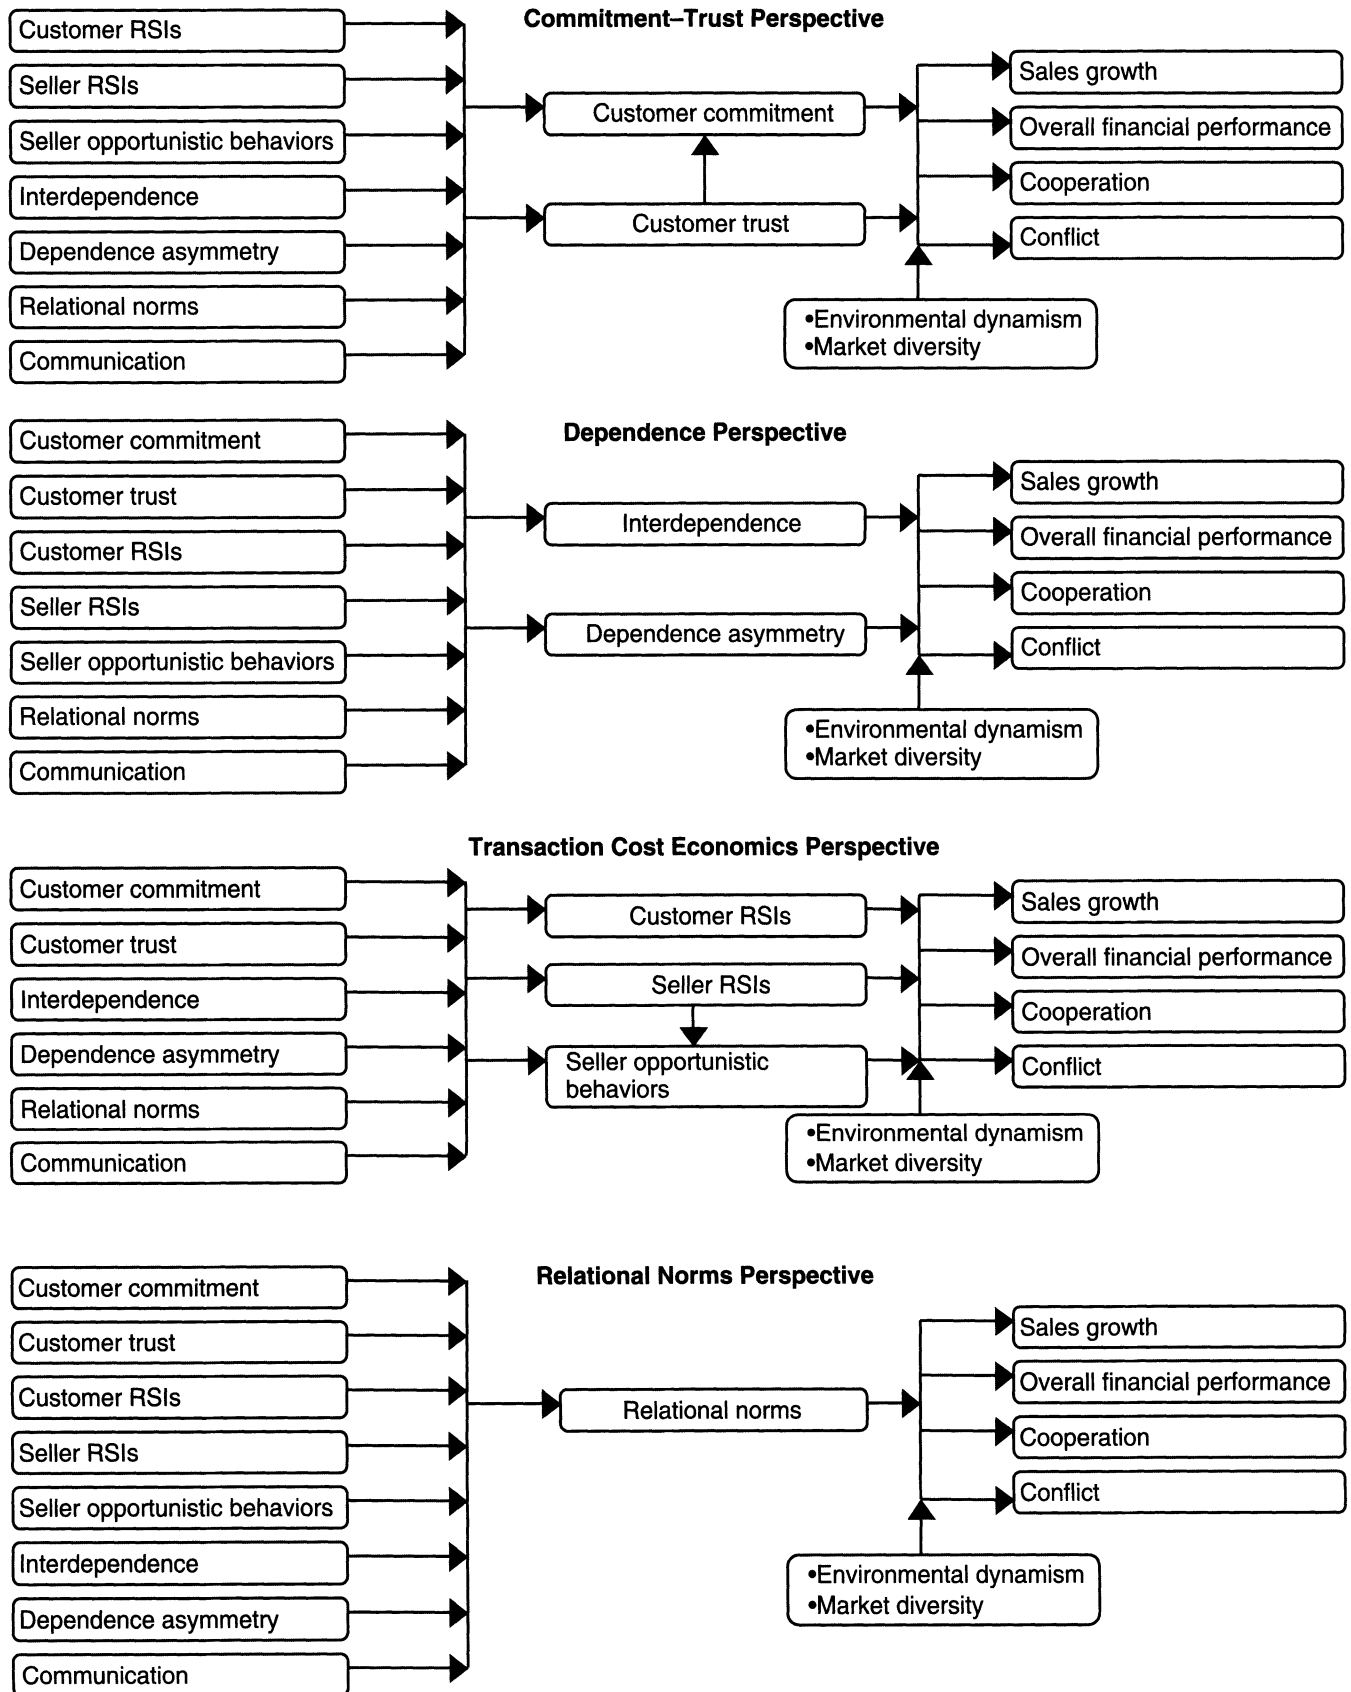 Commitment–Trust Perspective
Customer RSIs
Seller RSIs
Seller opportunistic behaviors
Interdependence
Dependence asymmetry
Relational norms
Communication
Customer commitment
Customer trust
Sales growth
Overall financial performance
Cooperation
Conflict
•Environmental dynamism
•Market diversity
Dependence Perspective
Customer commitment
Customer trust
Customer RSIs
Seller RSIs
Seller opportunistic behaviors
Relational norms
Communication
Interdependence
Dependence asymmetry
Sales growth
Overall financial performance
Cooperation
Conflict
•Environmental dynamism
•Market diversity
Transaction Cost Economics Perspective
Customer commitment
Customer trust
Interdependence
Dependence asymmetry
Relational norms
Communication
Customer RSIs
Seller RSIs
Seller opportunistic
behaviors
Sales growth
Overall financial performance
Cooperation
Conflict
•Environmental dynamism
•Market diversity
Relational Norms Perspective
Customer commitment
Customer trust
Customer RSIs
Seller RSIs
Seller opportunistic behaviors
Interdependence
Dependence asymmetry
Communication
Relational norms
Sales growth
Overall financial performance
Cooperation
Conflict
•Environmental dynamism
•Market diversity